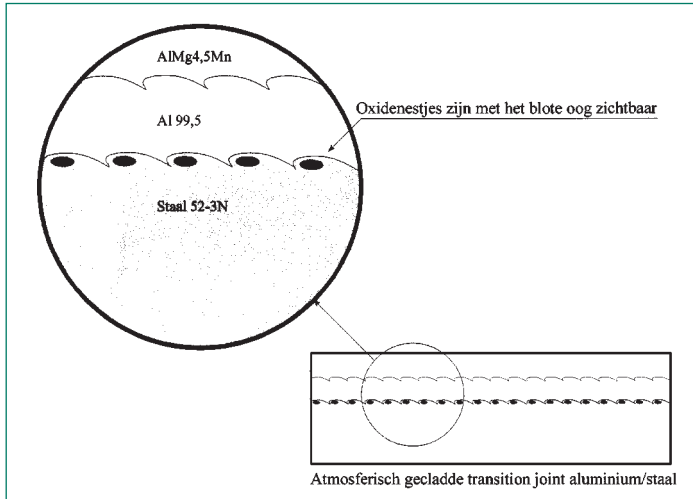 AlMg4,5Mn
Oxidenestjes zijn met het blote oog zichtbaar
Al 99,5
Staal 52-3N
Atmosferisch gecladde transition joint aluminium/staal